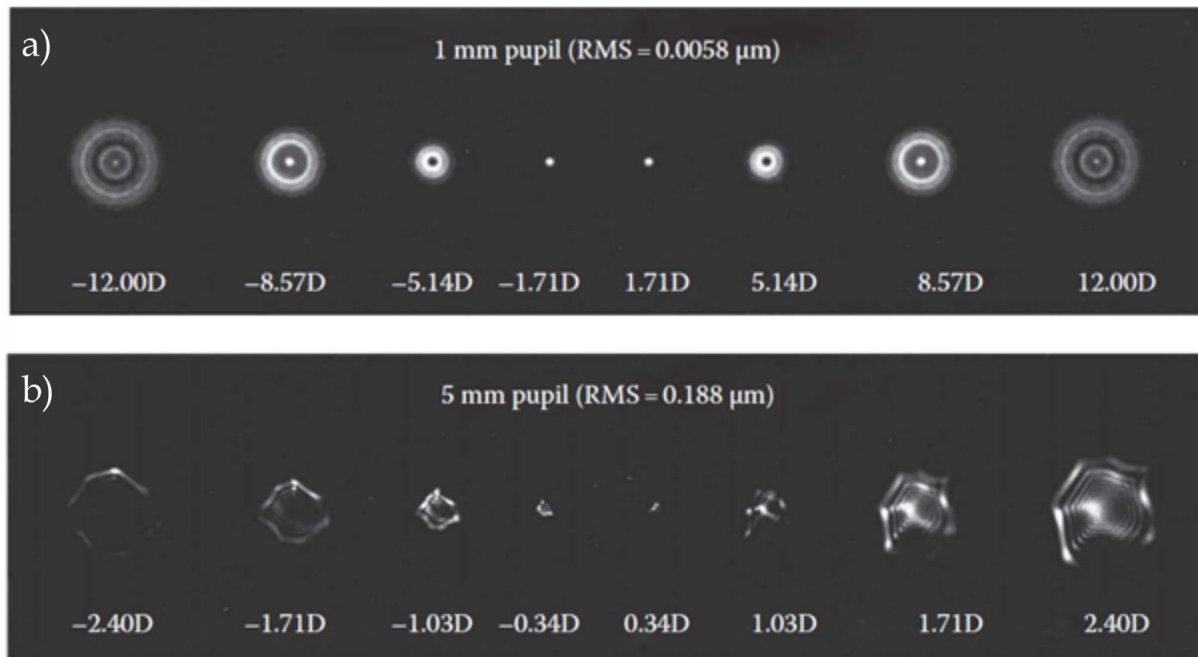 a)
1 mm pupil (RMS = 0.0058 μm)
−12.00D −8.57D −5.14D −1.71D 1.71D 5.14D 8.57D 12.00D
b)
5 mm pupil (RMS = 0.188 μm)
−2.40D −1.71D −1.03D −0.34D 0.34D 1.03D 1.71D 2.40D